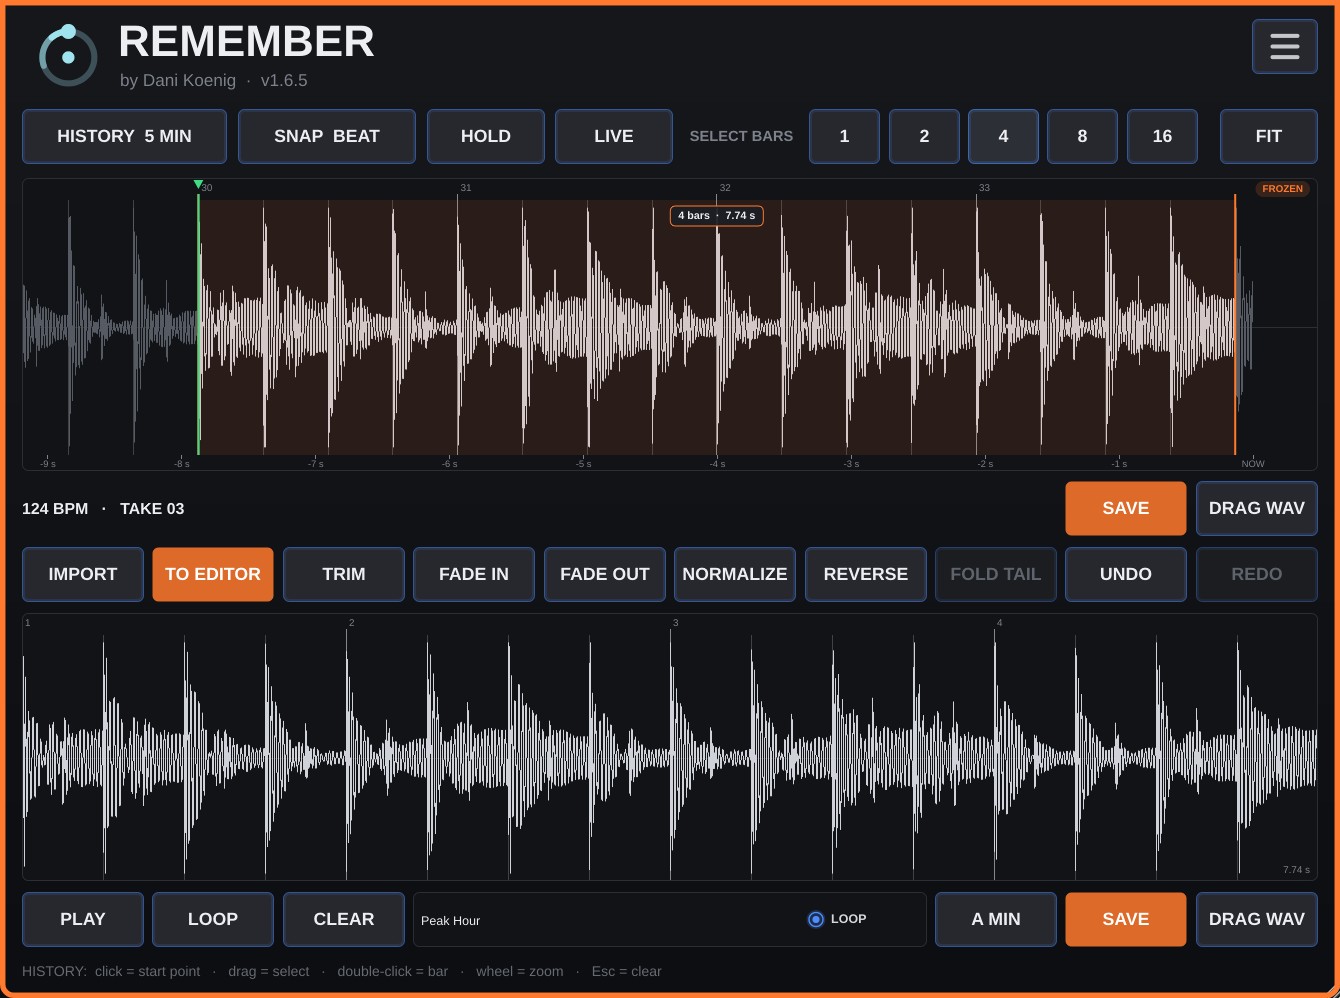 REMEMBER
by Dani Koenig · v1.6.5
HISTORY 5 MIN SNAP BEAT HOLD LIVE SELECT BARS 1 2 4 8 16 FIT
30 31 32 33 FROZEN
4 bars · 7.74 s
-9 s -8 s -7 s -6 s -5 s -4 s -3 s -2 s -1 s NOW
124 BPM · TAKE 03 SAVE DRAG WAV
IMPORT TO EDITOR TRIM FADE IN FADE OUT NORMALIZE REVERSE FOLD TAIL UNDO REDO
1 2 3 4
7.74 s
PLAY LOOP CLEAR Peak Hour LOOP A MIN SAVE DRAG WAV
HISTORY: click = start point · drag = select · double-click = bar · wheel = zoom · Esc = clear